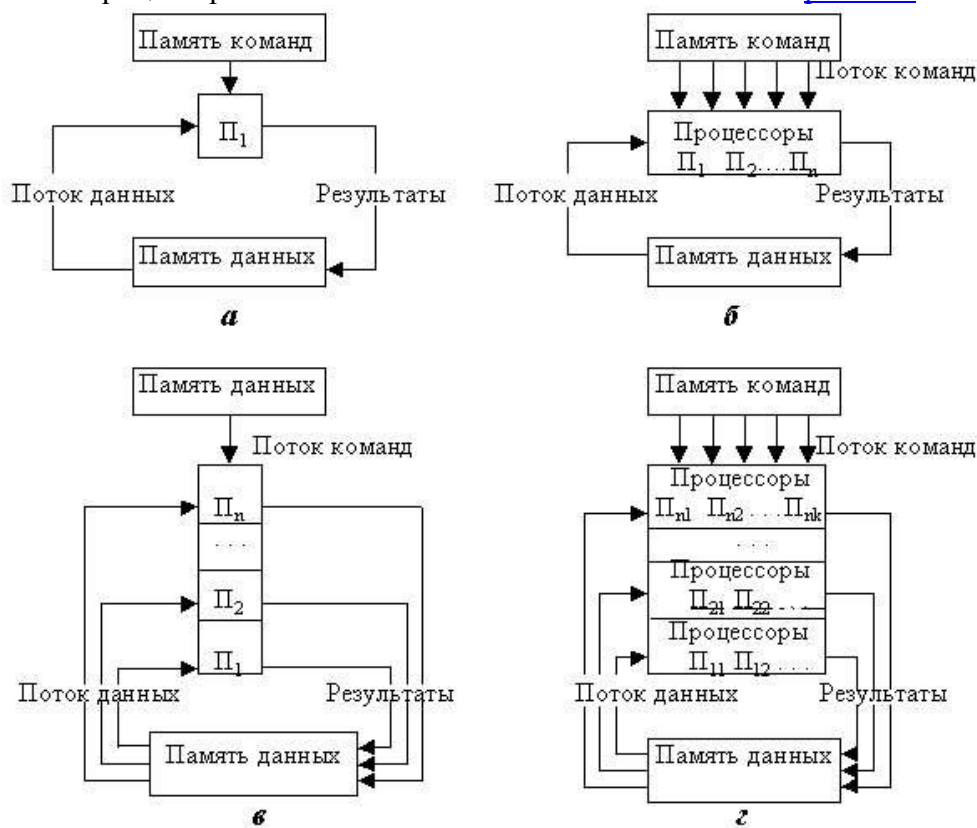 Память команд
П1
Поток данных
Результаты
Память данных
а
Память команд
Поток команд
Процессоры
П1 П2....Пn
Поток данных
Результаты
Память данных
б
Память данных
Поток команд
Пn
. . .
П2
П1
Поток данных
Результаты
Память данных
в
Память команд
Поток команд
Процессоры
Пn1 Пn2 . . . Пnk
. . .
Процессоры
П21 П22 . . .
Процессоры
П11 П12 . . . .
Поток данных
Результаты
Память данных
г